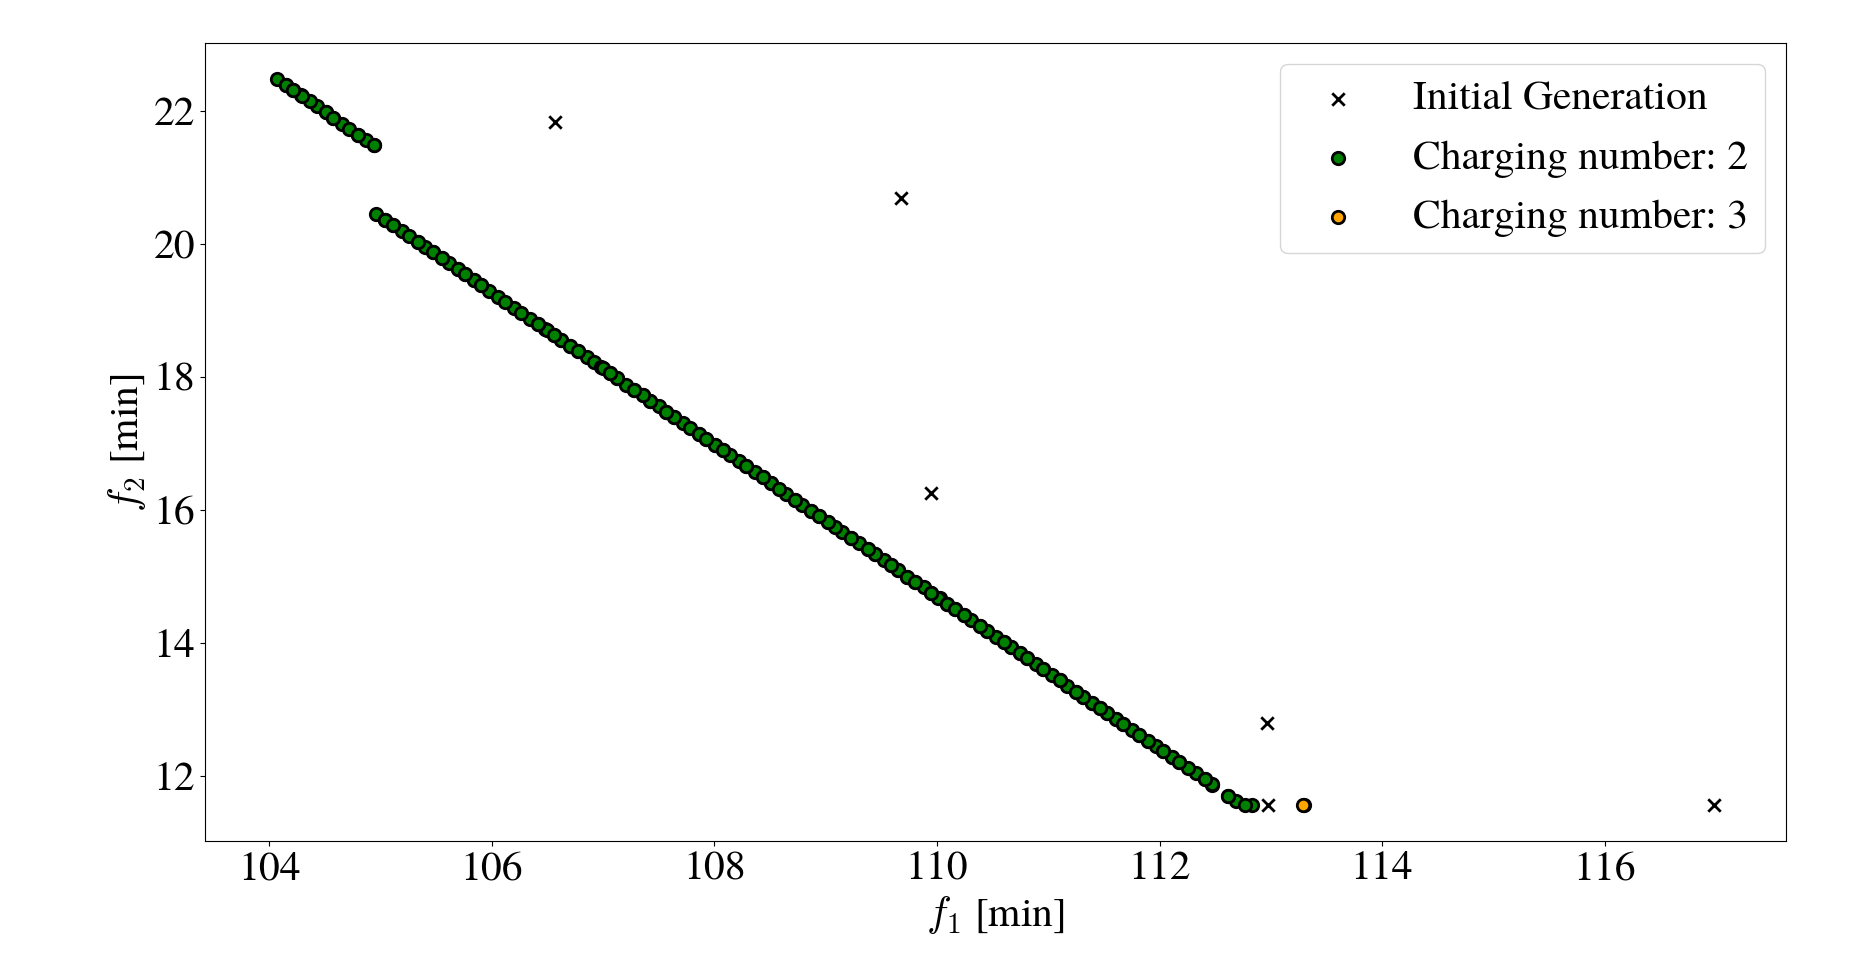 Initial Generation
Charging number: 2
Charging number: 3
22
20
18
16
14
12
f2 [min]
104 106 108 110 112 114 116
f1 [min]